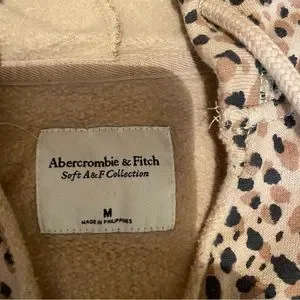 Abercrombie & Fitch
Soft A&F Collection
M
MADE IN PHILIPPINES